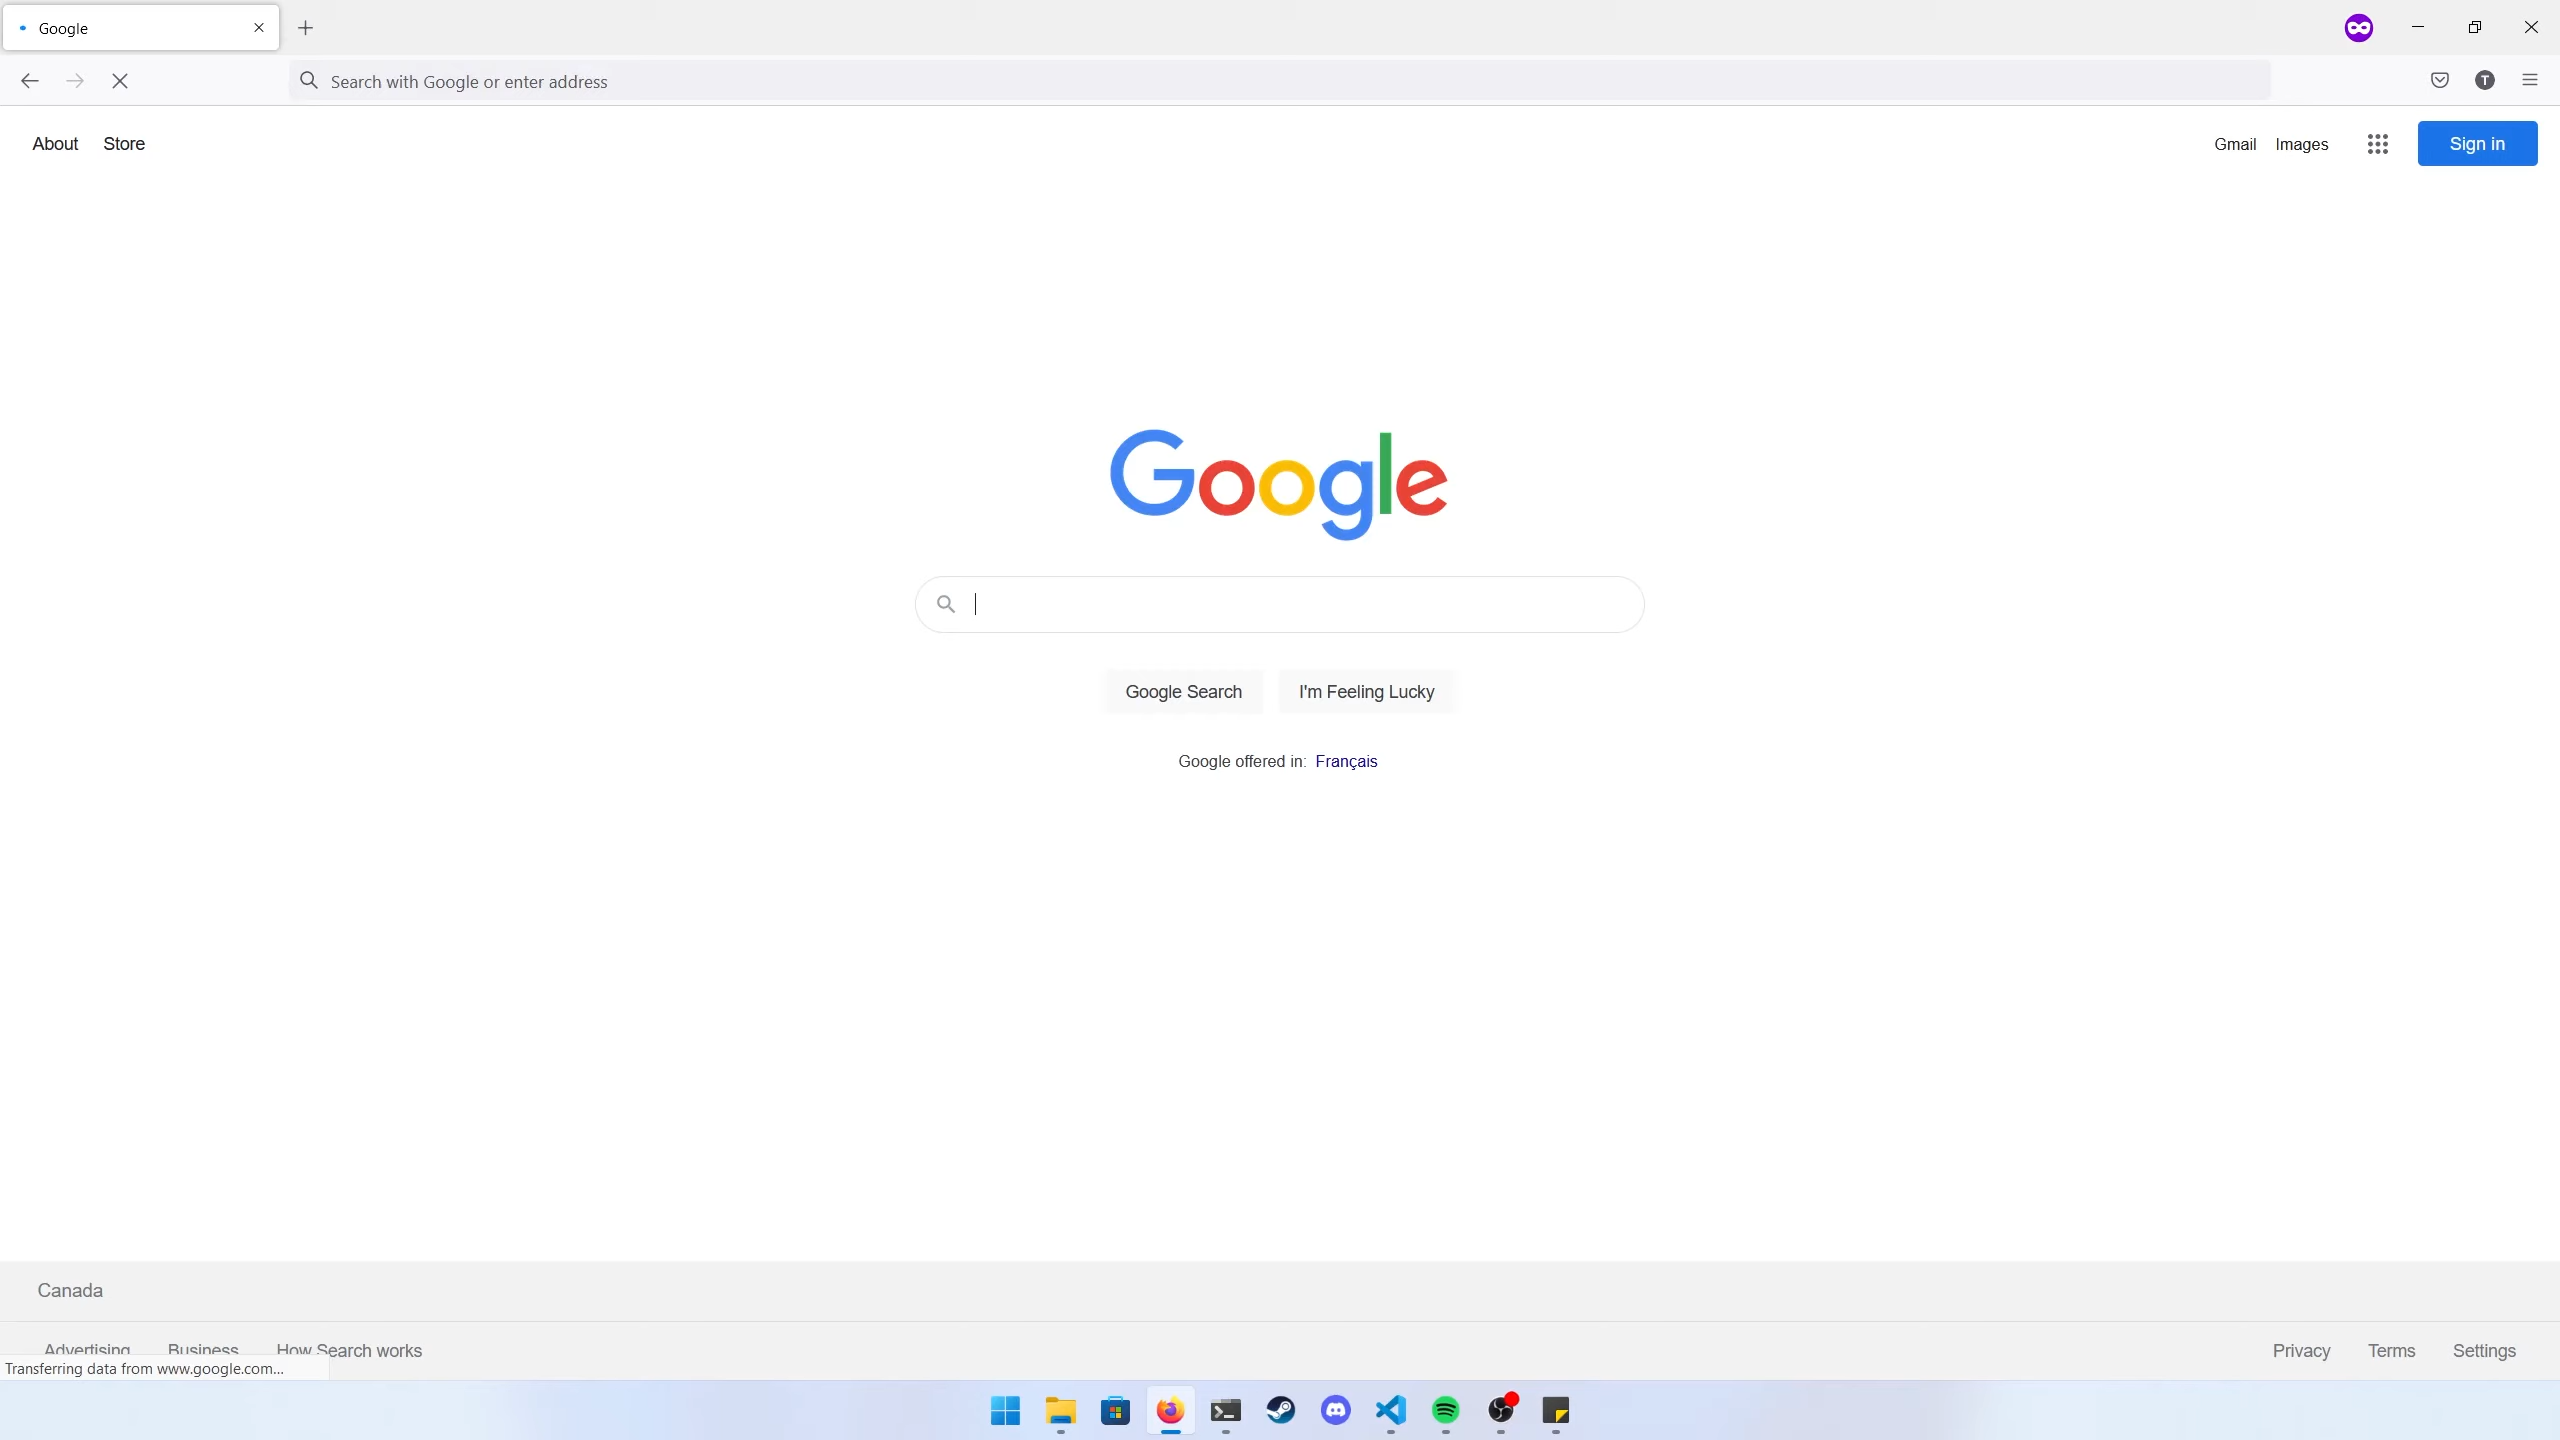 Google
Search with Google or enter address
T
About Store
Gmail Images Sign in
Google
Google Search I'm Feeling Lucky
Google offered in: Français
Canada
Advertising Business How Search works
Privacy Terms Settings
Transferring data from www.google.com...